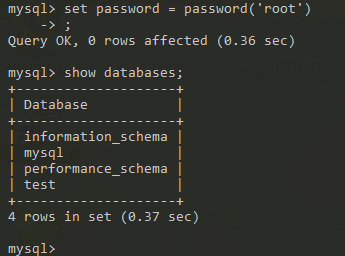 mysql> set password = password('root')
    -> ;
Query OK, 0 rows affected (0.36 sec)
mysql> show databases;
+--------------------+
| Database           |
+--------------------+
| information_schema |
| mysql              |
| performance_schema |
| test               |
+--------------------+
4 rows in set (0.37 sec)
mysql>